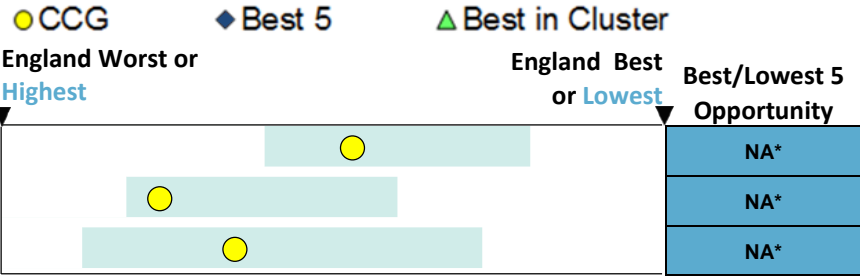 CCG Best 5 Best in Cluster
England Worst or
Highest
England Best
or Lowest
Best/Lowest 5
Opportunity
NA*
NA*
NA*